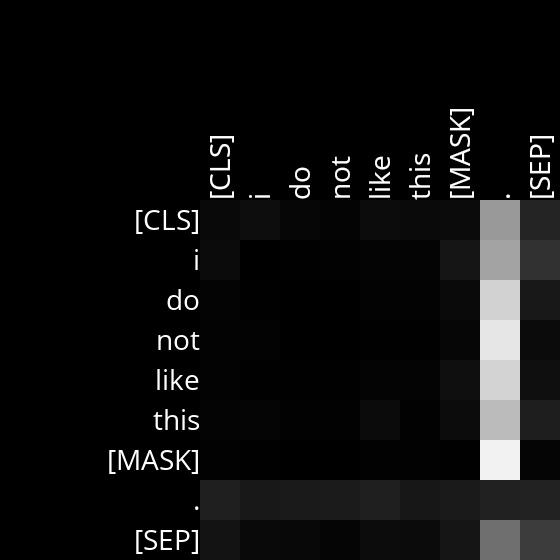 [CLS] i do not like this [MASK] . [SEP]
[CLS]
i
do
not
like
this
[MASK]
.
[SEP]